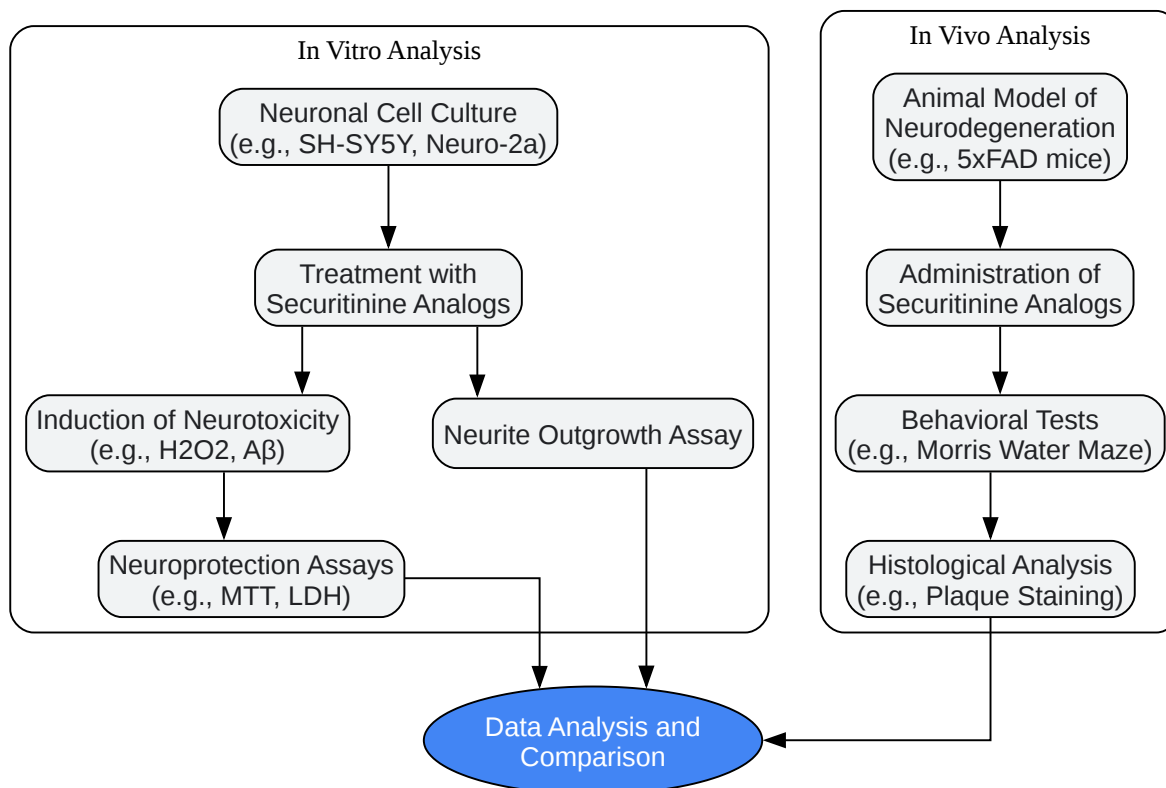 In Vitro Analysis
Neuronal Cell Culture
(e.g., SH-SY5Y, Neuro-2a)
Treatment with
Securitinine Analogs
Induction of Neurotoxicity
(e.g., H2O2, Aβ)
Neurite Outgrowth Assay
Neuroprotection Assays
(e.g., MTT, LDH)
In Vivo Analysis
Animal Model of
Neurodegeneration
(e.g., 5xFAD mice)
Administration of
Securitinine Analogs
Behavioral Tests
(e.g., Morris Water Maze)
Histological Analysis
(e.g., Plaque Staining)
Data Analysis and
Comparison